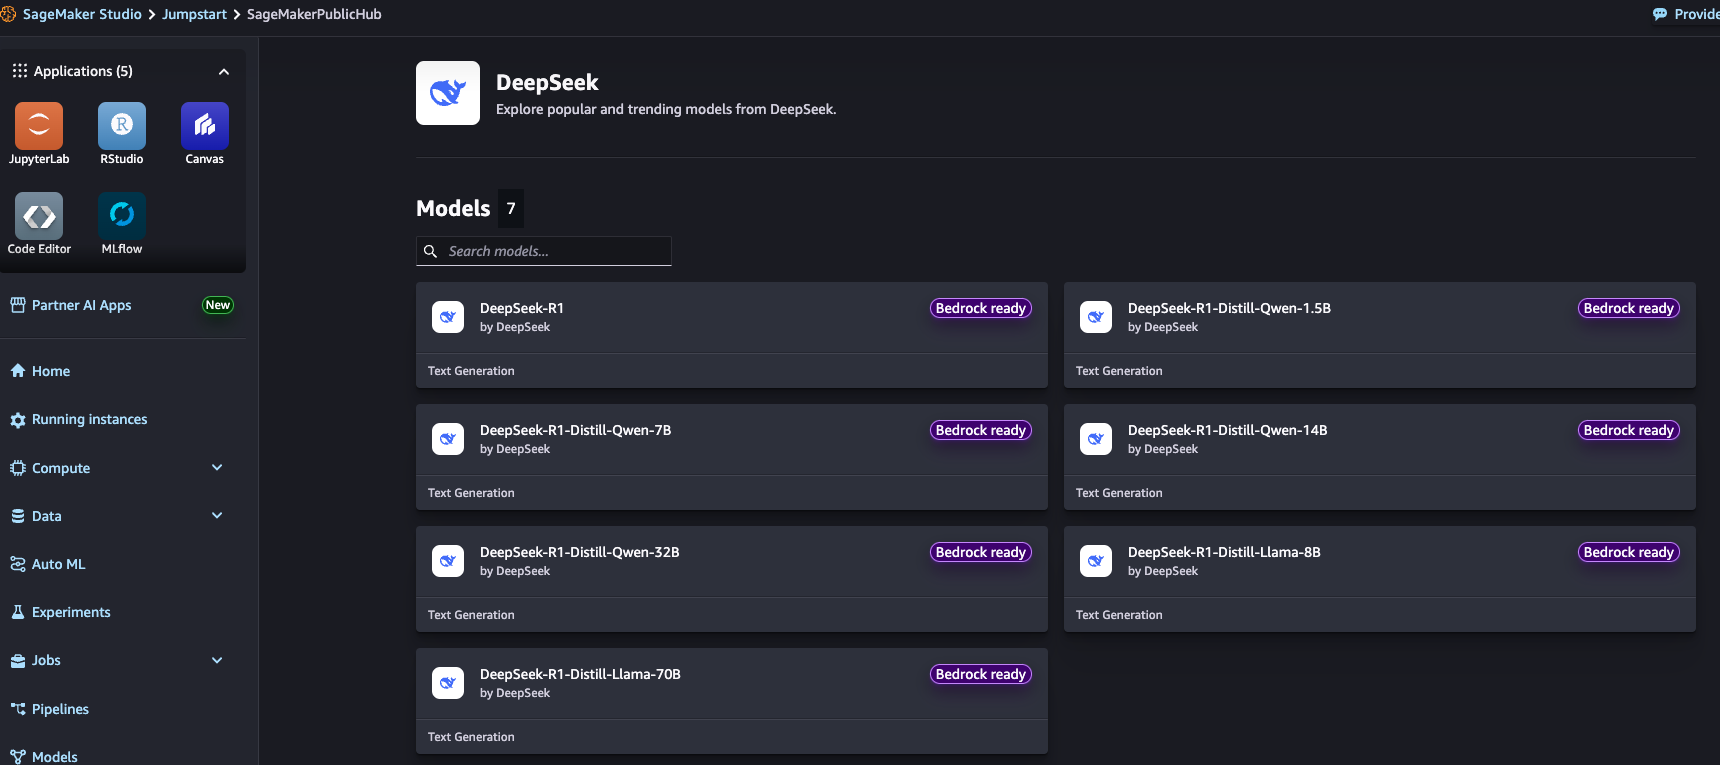 SageMaker Studio > Jumpstart > SageMakerPublicHub
Provide
Applications (5)
JupyterLab
RStudio
Canvas
Code Editor
MLflow
Partner AI Apps New
Home
Running instances
Compute
Data
Auto ML
Experiments
Jobs
Pipelines
Models
DeepSeek
Explore popular and trending models from DeepSeek.
Models 7
Search models...
DeepSeek-R1
Bedrock ready
by DeepSeek
Text Generation
DeepSeek-R1-Distill-Qwen-1.5B
Bedrock ready
by DeepSeek
Text Generation
DeepSeek-R1-Distill-Qwen-7B
Bedrock ready
by DeepSeek
Text Generation
DeepSeek-R1-Distill-Qwen-14B
Bedrock ready
by DeepSeek
Text Generation
DeepSeek-R1-Distill-Qwen-32B
Bedrock ready
by DeepSeek
Text Generation
DeepSeek-R1-Distill-Llama-8B
Bedrock ready
by DeepSeek
Text Generation
DeepSeek-R1-Distill-Llama-70B
Bedrock ready
by DeepSeek
Text Generation